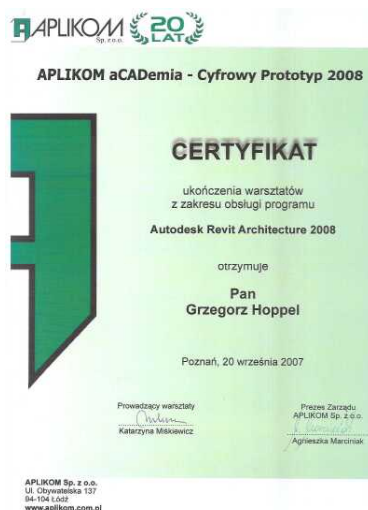 APLIKOM
Sp. z o.o.
20
LAT
APLIKOM aCADemia - Cyfrowy Prototyp 2008
CERTYFIKAT
ukończenia warsztatów
z zakresu obsługi programu
Autodesk Revit Architecture 2008
otrzymuje
Pan
Grzegorz Hoppel
Poznań, 20 września 2007
Prowadzący warsztaty
Katarzyna Miśkiewicz
Prezes Zarządu
APLIKOM Sp. z o.o.
Agnieszka Marciniak
APLIKOM Sp. z o.o.
Ul. Obywatelska 137
94-104 Łódź
www.aplikom.com.pl